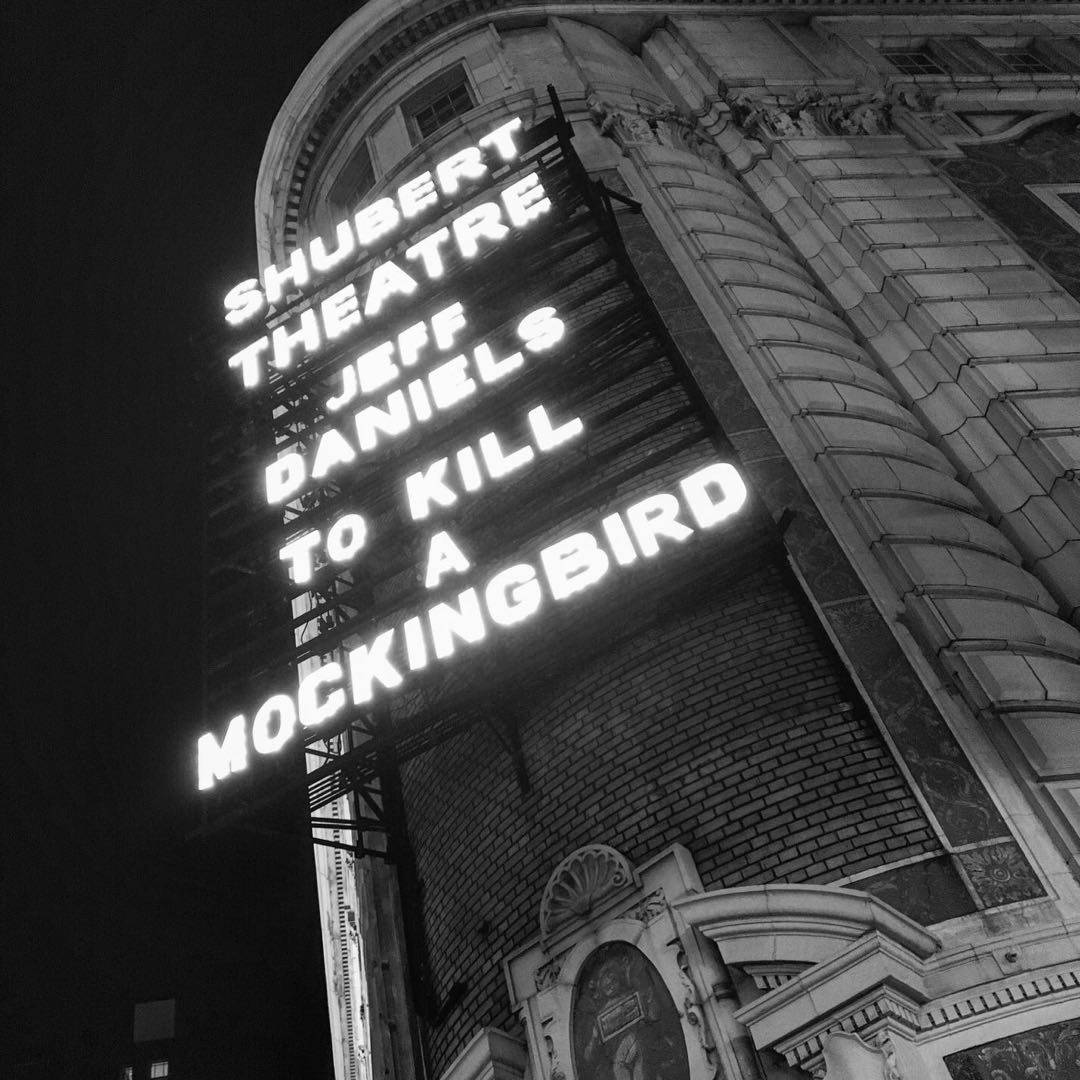 SHUBERT
THEATRE
JEFF
DANIELS
TO KILL
A
MOCKINGBIRD